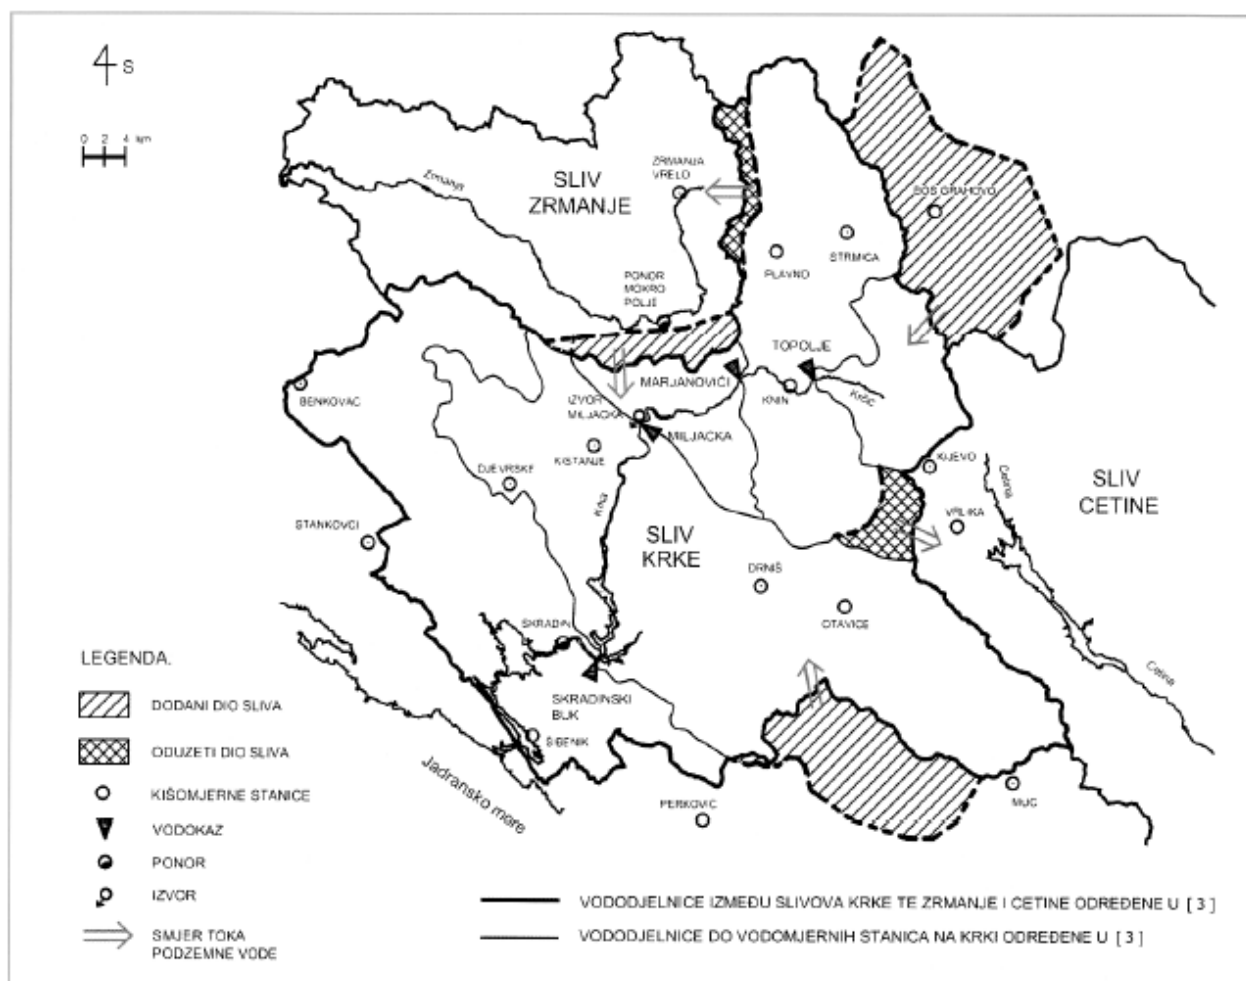 S
0 2 4 km
ZRMANJA
VRELO
SLIV
ZRMANJE
Zrmanja
BOS GRAHOVO
STRMICA
PLAVNO
PONOR
MOKRO
POLJE
TOPOLJE
MARJANOVIĆI
KNIN
Krčić
BENKOVAC
IZVOR
MILJACKA
MILJACKA
KISTANJE
DJEVRSKE
KIJEVO
Cetina
SLIV
CETINE
VRLIKA
Krka
STANKOVCI
SLIV
KRKE
DRNIŠ
OTAVICE
SKRADIN
Cetina
SKRADINSKI
BUK
ŠIBENIK
Jadransko more
PERKOVIĆ
MUĆ
LEGENDA.
DODANI DIO SLIVA
ODUZETI DIO SLIVA
KIŠOMJERNE STANICE
VODOKAZ
PONOR
IZVOR
SMJER TOKA
PODZEMNE VODE
VODODJELNICE IZMEĐU SLIVOVA KRKE TE ZRMANJE I CETINE ODREĐENE U [ 3 ]
VODODJELNICE DO VODOMJERNIH STANICA NA KRKI ODREĐENE U [ 3 ]